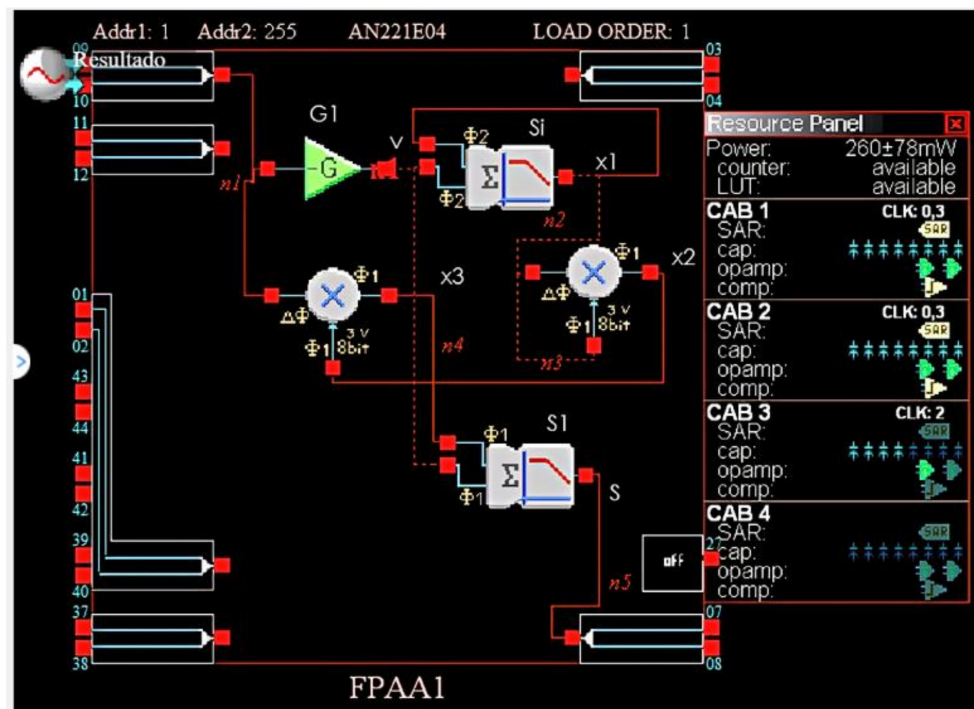 Addr1: 1 Addr2: 255 AN221E04 LOAD ORDER: 1
09 Resultado
10
11
12
03
04
G1
G
n1
V
Φ2
Φ2
Si
Σ
x1
n2
ΔΦ
Φ1
Φ1
3 V
8bit
x3
n4
ΔΦ
Φ1
Φ1
3 V
8bit
x2
n3
01
02
43
44
41
42
39
40
37
38
Φ1
Φ1
S1
Σ
S
n5
off
27
07
08
FPAA1
Resource Panel
Power: 260±78mW
counter: available
LUT: available
CAB 1 CLK: 0,3
SAR: SAR
cap:
opamp:
comp:
CAB 2 CLK: 0,3
SAR: SAR
cap:
opamp:
comp:
CAB 3 CLK: 2
SAR: SAR
cap:
opamp:
comp:
CAB 4
SAR: SAR
cap:
opamp:
comp: